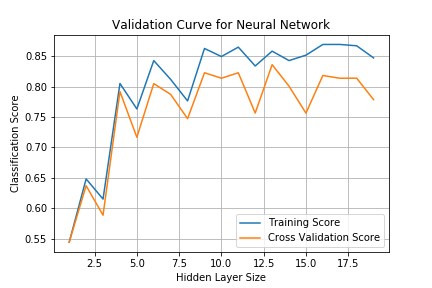 Validation Curve for Neural Network
0.85
0.80
0.75
0.70
0.65
0.60
0.55
Classification Score
Training Score
Cross Validation Score
2.5 5.0 7.5 10.0 12.5 15.0 17.5
Hidden Layer Size